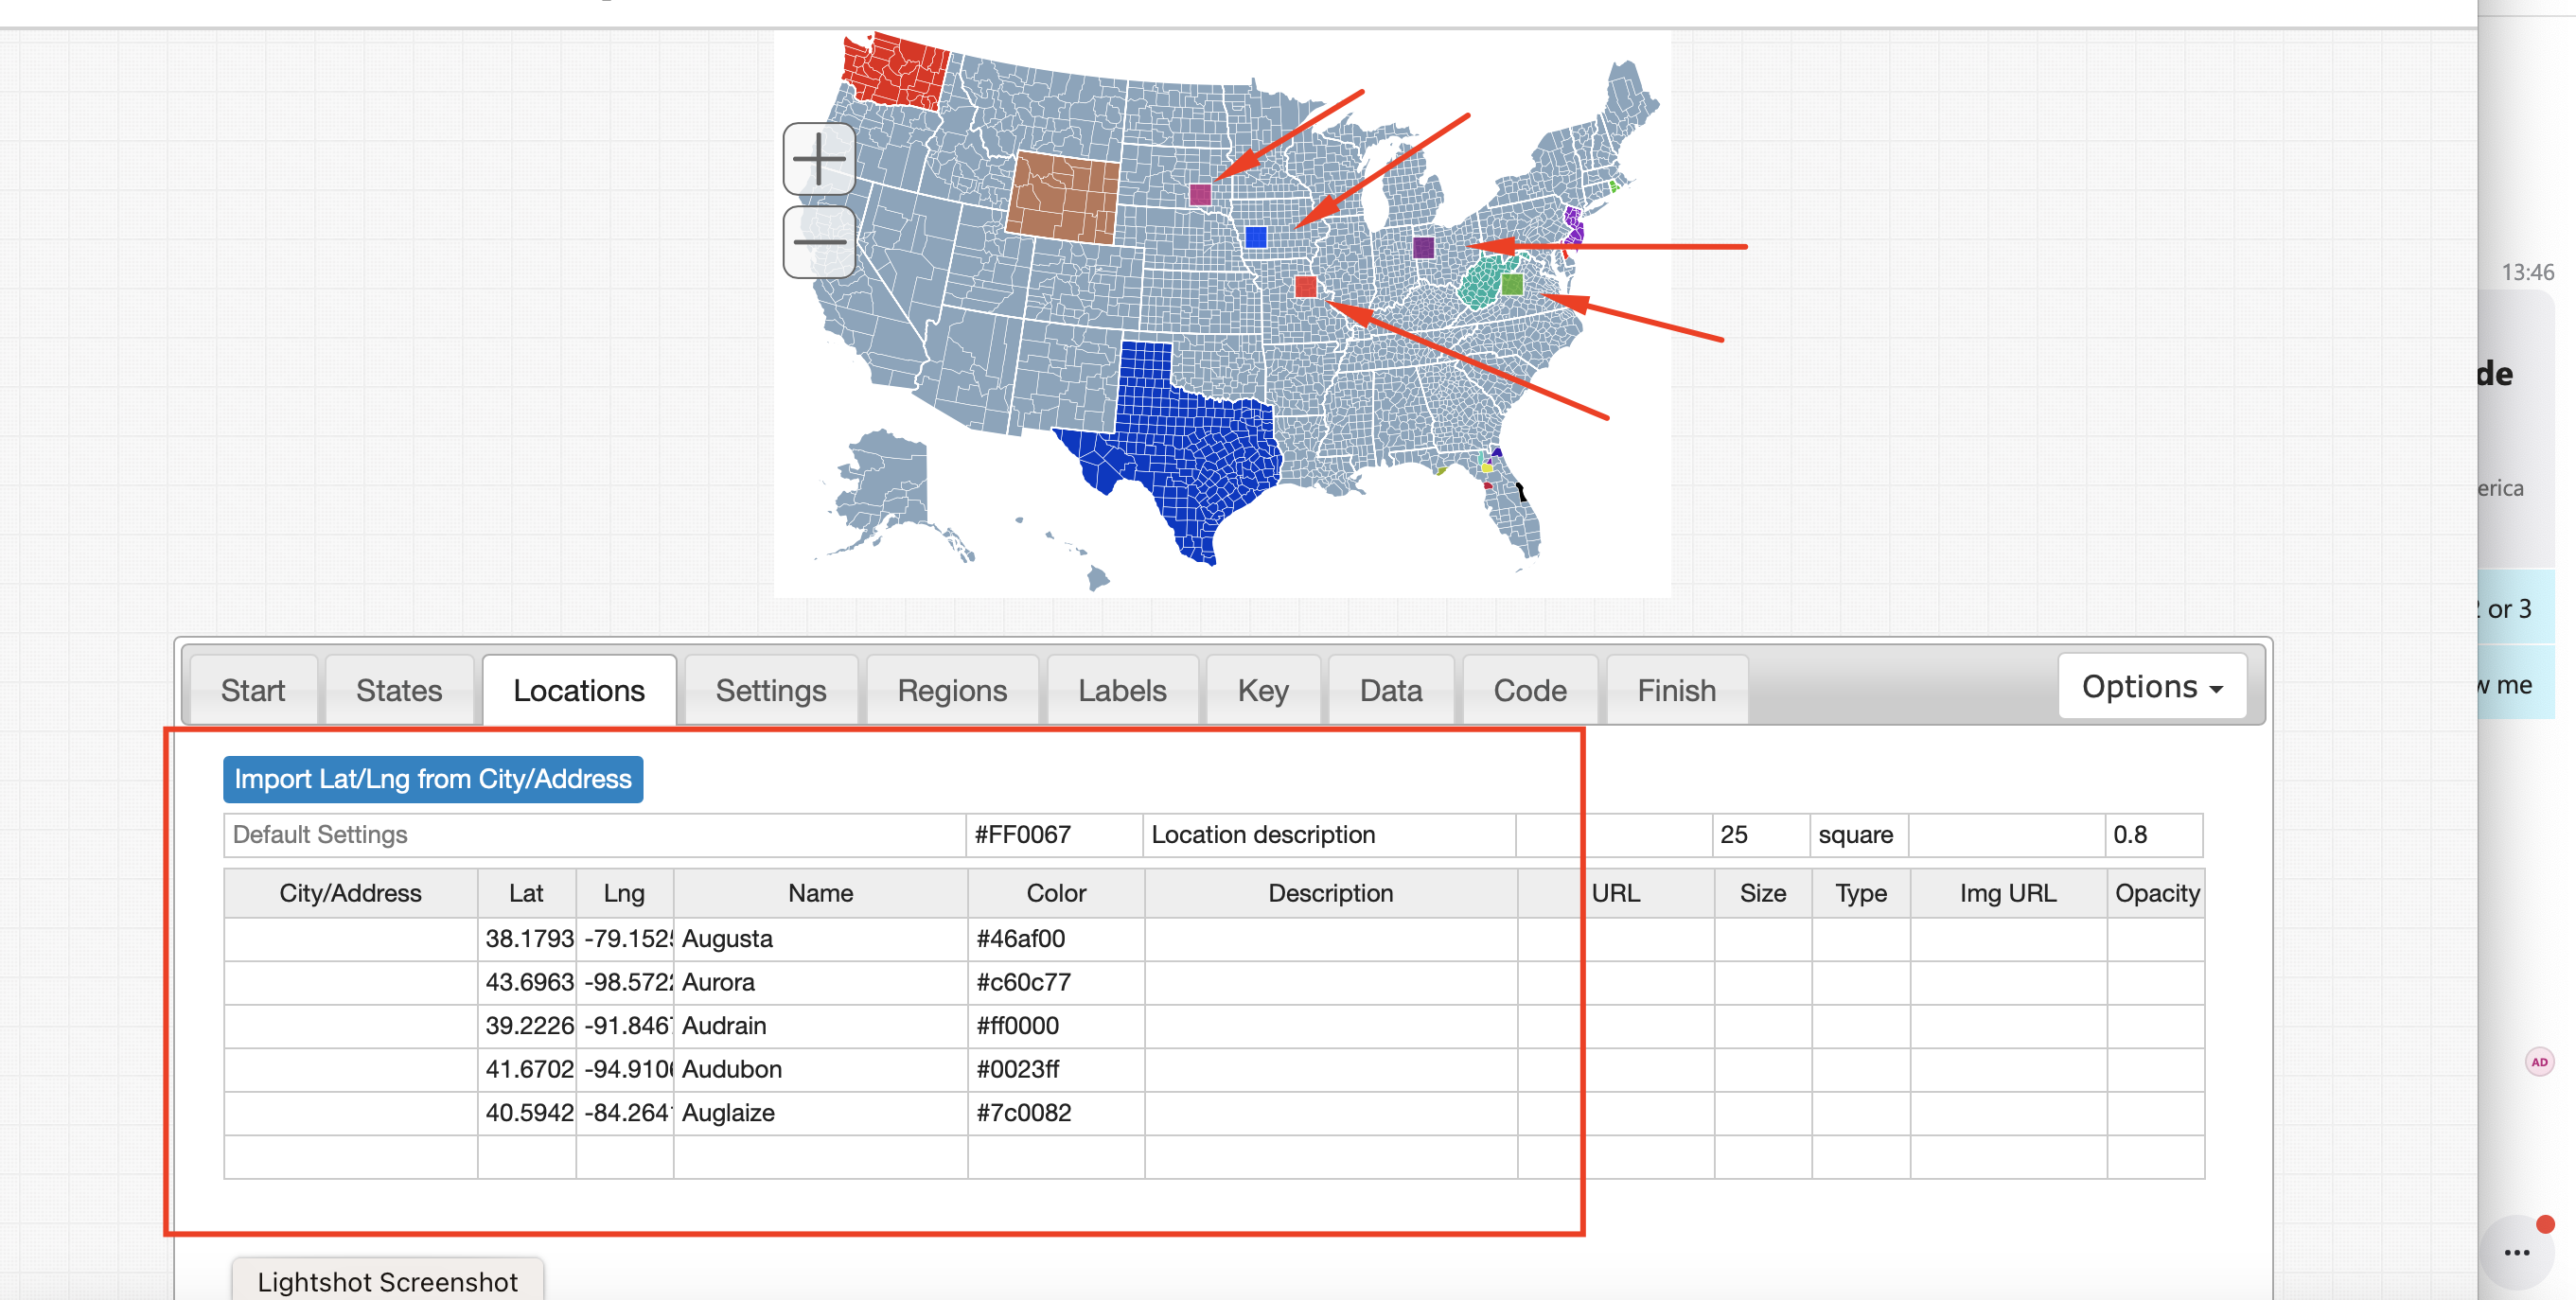 13:46
de
erica
or 3
w me
Start States Locations Settings Regions Labels Key Data Code Finish Options
Import Lat/Lng from City/Address
Default Settings #FF0067 Location description 25 square 0.8
City/Address Lat Lng Name Color Description URL Size Type Img URL Opacity
38.1793 -79.152 Augusta #46af00
43.6963 -98.572 Aurora #c60c77
39.2226 -91.846 Audrain #ff0000
41.6702 -94.910 Audubon #0023ff
40.5942 -84.264 Auglaize #7c0082
AD
Lightshot Screenshot